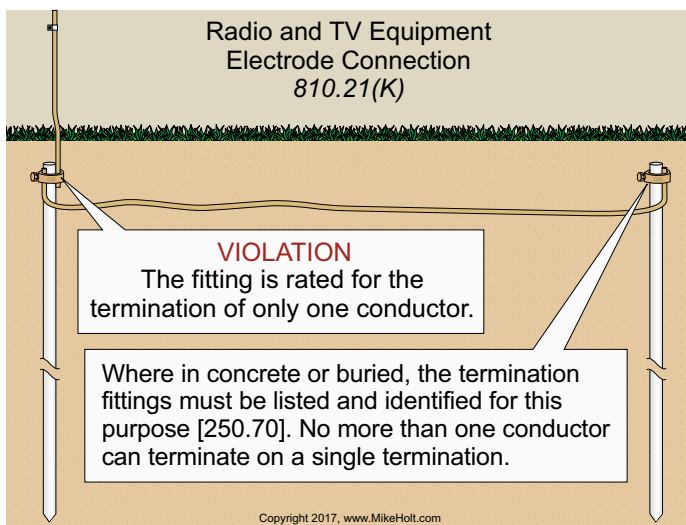 Radio and TV Equipment
Electrode Connection
810.21(K)
VIOLATION
The fitting is rated for the
termination of only one conductor.
Where in concrete or buried, the termination
fittings must be listed and identified for this
purpose [250.70]. No more than one conductor
can terminate on a single termination.
Copyright 2017, www.MikeHolt.com